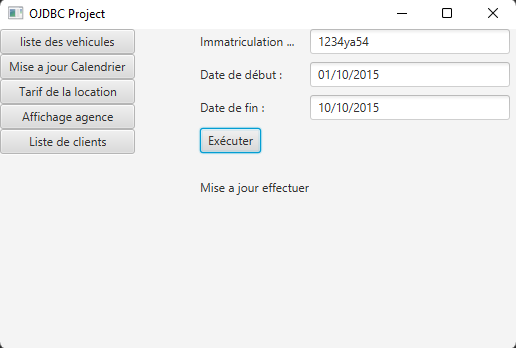 OJDBC Project
liste des vehicules
Mise a jour Calendrier
Tarif de la location
Affichage agence
Liste de clients
Immatriculation ... 1234ya54
Date de début : 01/10/2015
Date de fin : 10/10/2015
Exécuter
Mise a jour effectuer